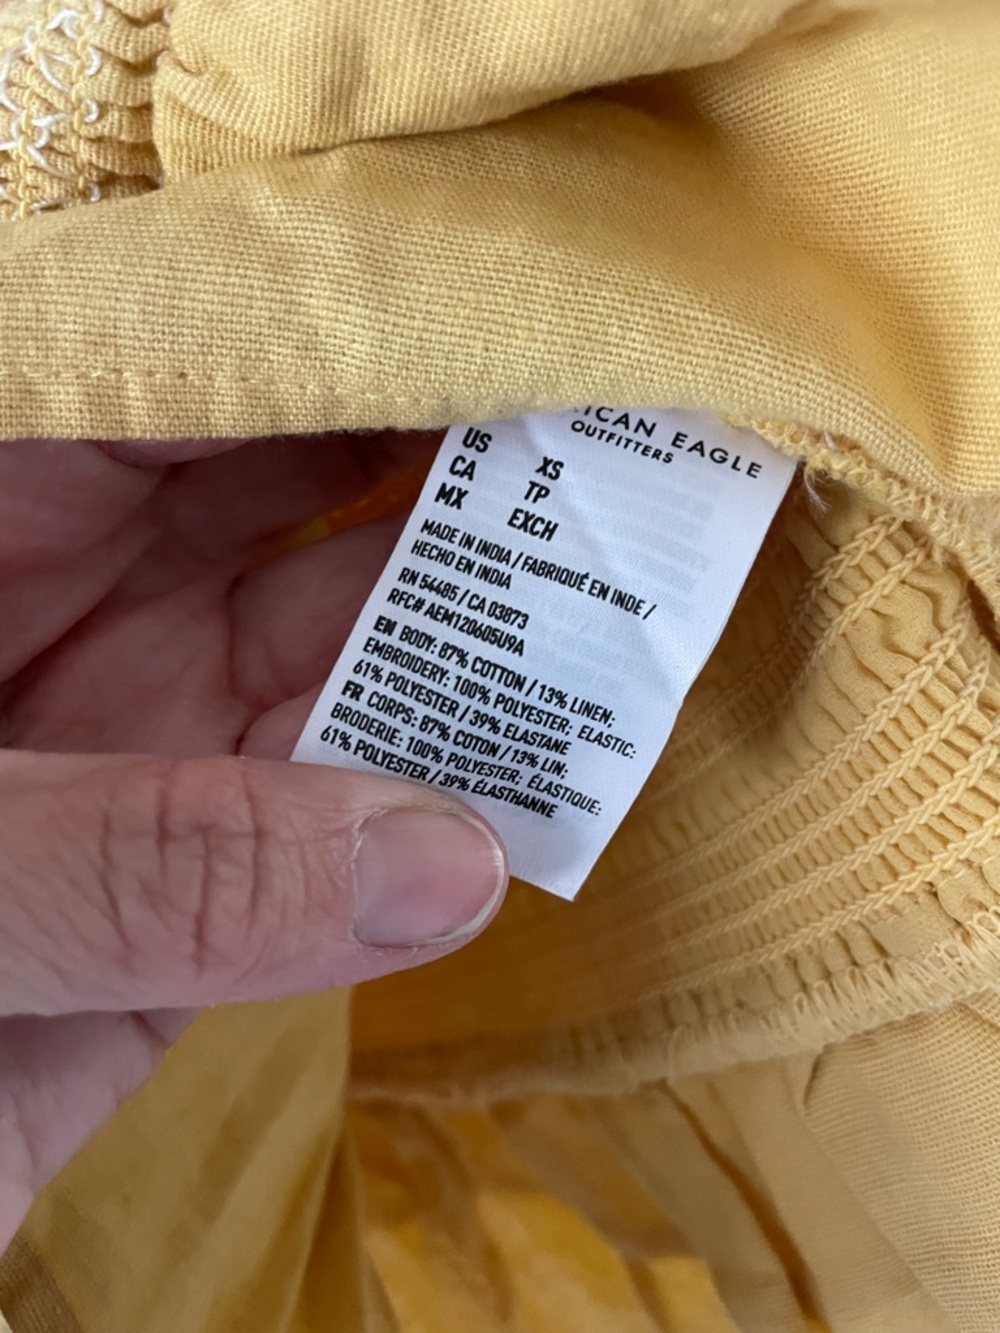 ICAN EAGLE
OUTFITTERS
US XS
CA TP
MX EXCH
MADE IN INDIA / FABRIQUÉ EN INDE /
HECHO EN INDIA
RN 54485 / CA 03873
RFC# AEM120605U9A
EN BODY: 87% COTTON / 13% LINEN;
EMBROIDERY: 100% POLYESTER; ELASTIC:
61% POLYESTER / 39% ELASTANE
FR CORPS: 87% COTON / 13% LIN;
BRODERIE: 100% POLYESTER; ÉLASTIQUE:
61% POLYESTER / 39% ÉLASTHANNE